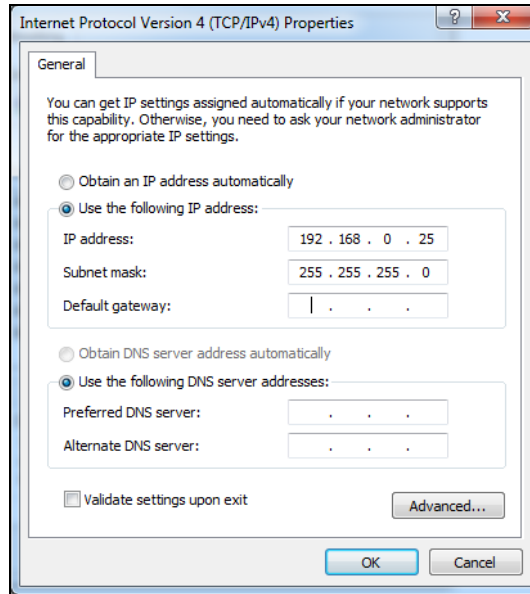 Internet Protocol Version 4 (TCP/IPv4) Properties
General
You can get IP settings assigned automatically if your network supports
this capability. Otherwise, you need to ask your network administrator
for the appropriate IP settings.
Obtain an IP address automatically
Use the following IP address:
IP address: 192 . 168 . 0 . 25
Subnet mask: 255 . 255 . 255 . 0
Default gateway: . . .
Obtain DNS server address automatically
Use the following DNS server addresses:
Preferred DNS server: . . .
Alternate DNS server: . . .
Validate settings upon exit
Advanced...
OK Cancel